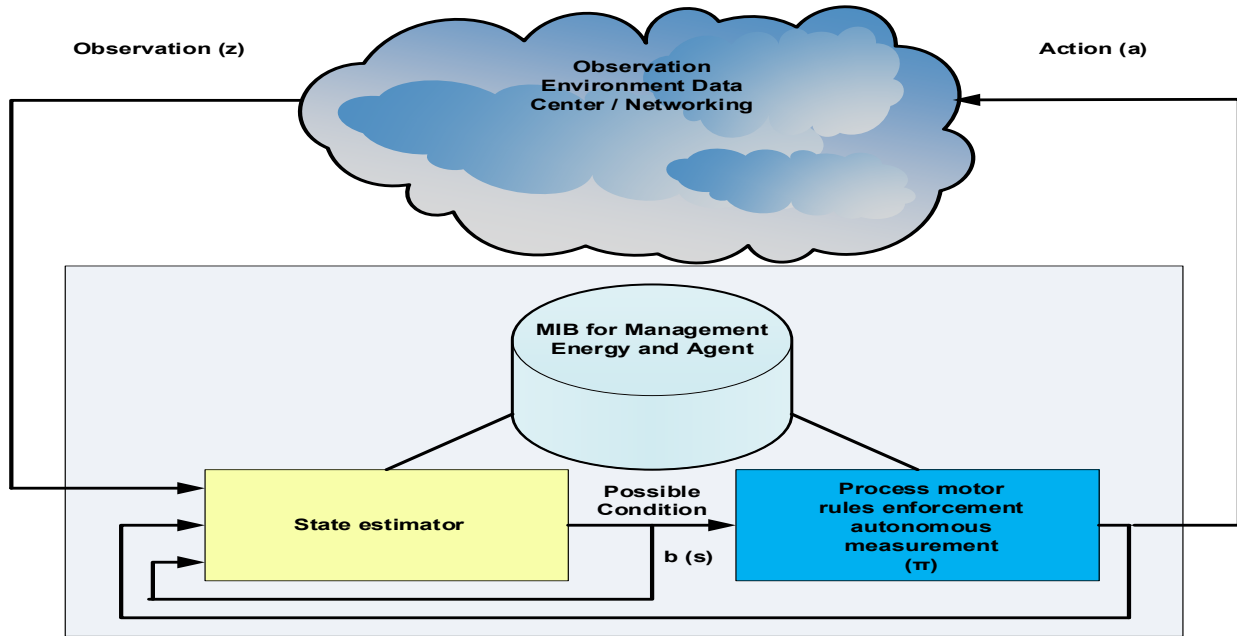 Observation (z)
Action (a)
Observation
Environment Data
Center / Networking
MIB for Management
Energy and Agent
State estimator
Possible
Condition
b (s)
Process motor
rules enforcement
autonomous
measurement
(π)